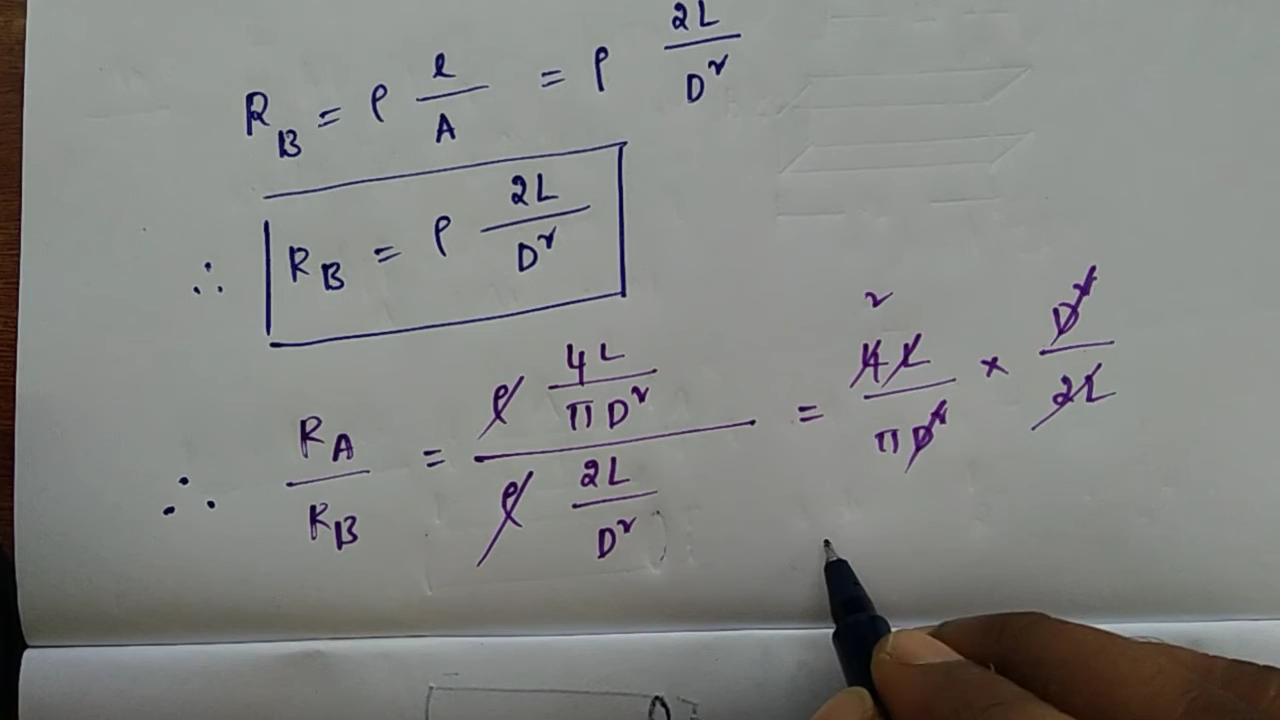 R_B = ρ l/A = ρ 2L/D²
∴ R_B = ρ 2L/D²
∴ R_A/R_B = (ρ 4L/πD²)/(ρ 2L/D²) = 4L/πD² × D²/2L
2